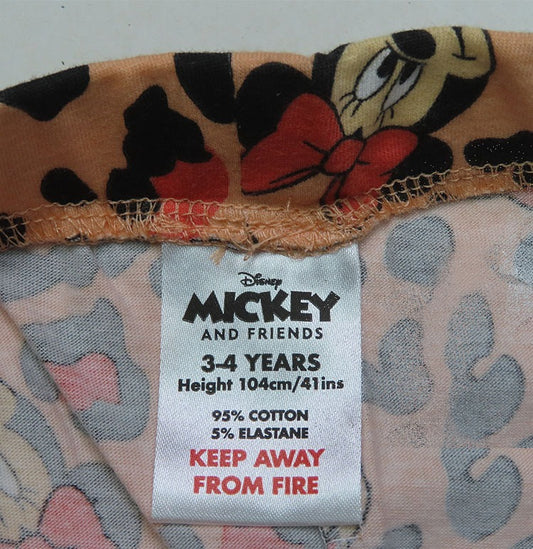 Disney
MICKEY
AND FRIENDS
3-4 YEARS
Height 104cm/41ins
95% COTTON
5% ELASTANE
KEEP AWAY
FROM FIRE